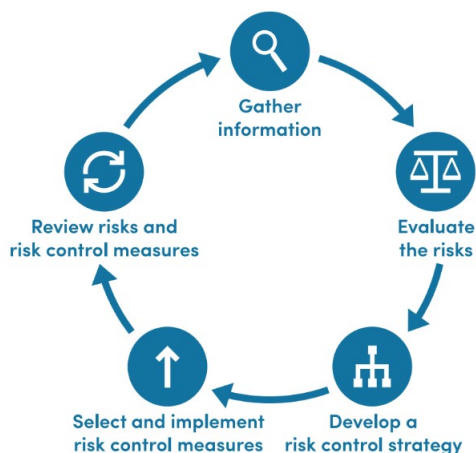 Gather
information
Evaluate
the risks
Develop a
risk control strategy
Select and implement
risk control measures
Review risks and
risk control measures